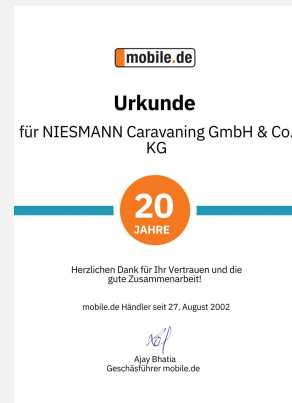 mobile.de
Urkunde
für NIESMANN Caravaning GmbH & Co.
KG
20
JAHRE
Herzlichen Dank für Ihr Vertrauen und die
gute Zusammenarbeit!
mobile.de Händler seit 27. August 2002
Ajay Bhatia
Geschäsführer mobile.de